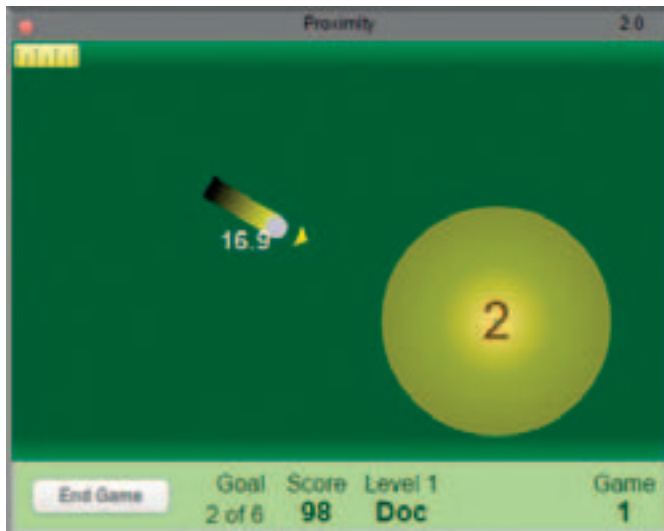 Proximity 2.0
16.9
2
End Game
Goal Score Level 1 Game
2 of 6 98 Doc 1